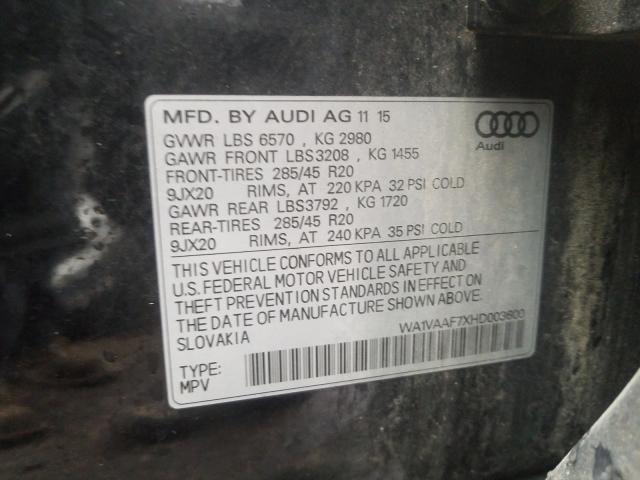 MFD. BY AUDI AG 11 15
GVWR LBS 6570 , KG 2980
GAWR FRONT LBS3208 , KG 1455
FRONT-TIRES 285/45 R20
9JX20 RIMS, AT 220 KPA 32 PSI COLD
GAWR REAR LBS3792 , KG 1720
REAR-TIRES 285/45 R20
9JX20 RIMS, AT 240 KPA 35 PSI COLD
Audi
THIS VEHICLE CONFORMS TO ALL APPLICABLE
U.S. FEDERAL MOTOR VEHICLE SAFETY AND
THEFT PREVENTION STANDARDS IN EFFECT ON
THE DATE OF MANUFACTURE SHOWN ABOVE.
SLOVAKIA
WA1VAAF7XHD003600
TYPE:
MPV